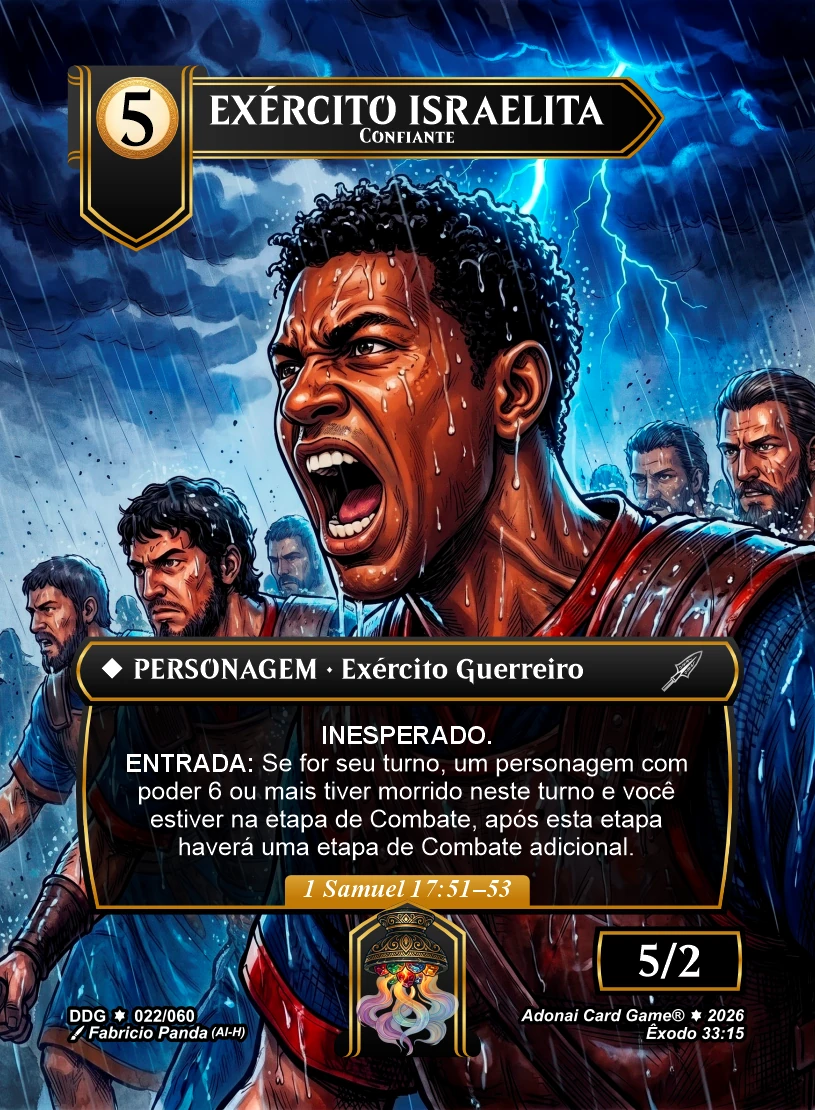 5
EXÉRCITO ISRAELITA
Confiante
PERSONAGEM · Exército Guerreiro
INESPERADO.
ENTRADA: Se for seu turno, um personagem com
poder 6 ou mais tiver morrido neste turno e você
estiver na etapa de Combate, após esta etapa
haverá uma etapa de Combate adicional.
1 Samuel 17:51–53
5/2
DDG ✶ 022/060
Fabricio Panda (AI-H)
Adonai Card Game® ✶ 2026
Êxodo 33:15